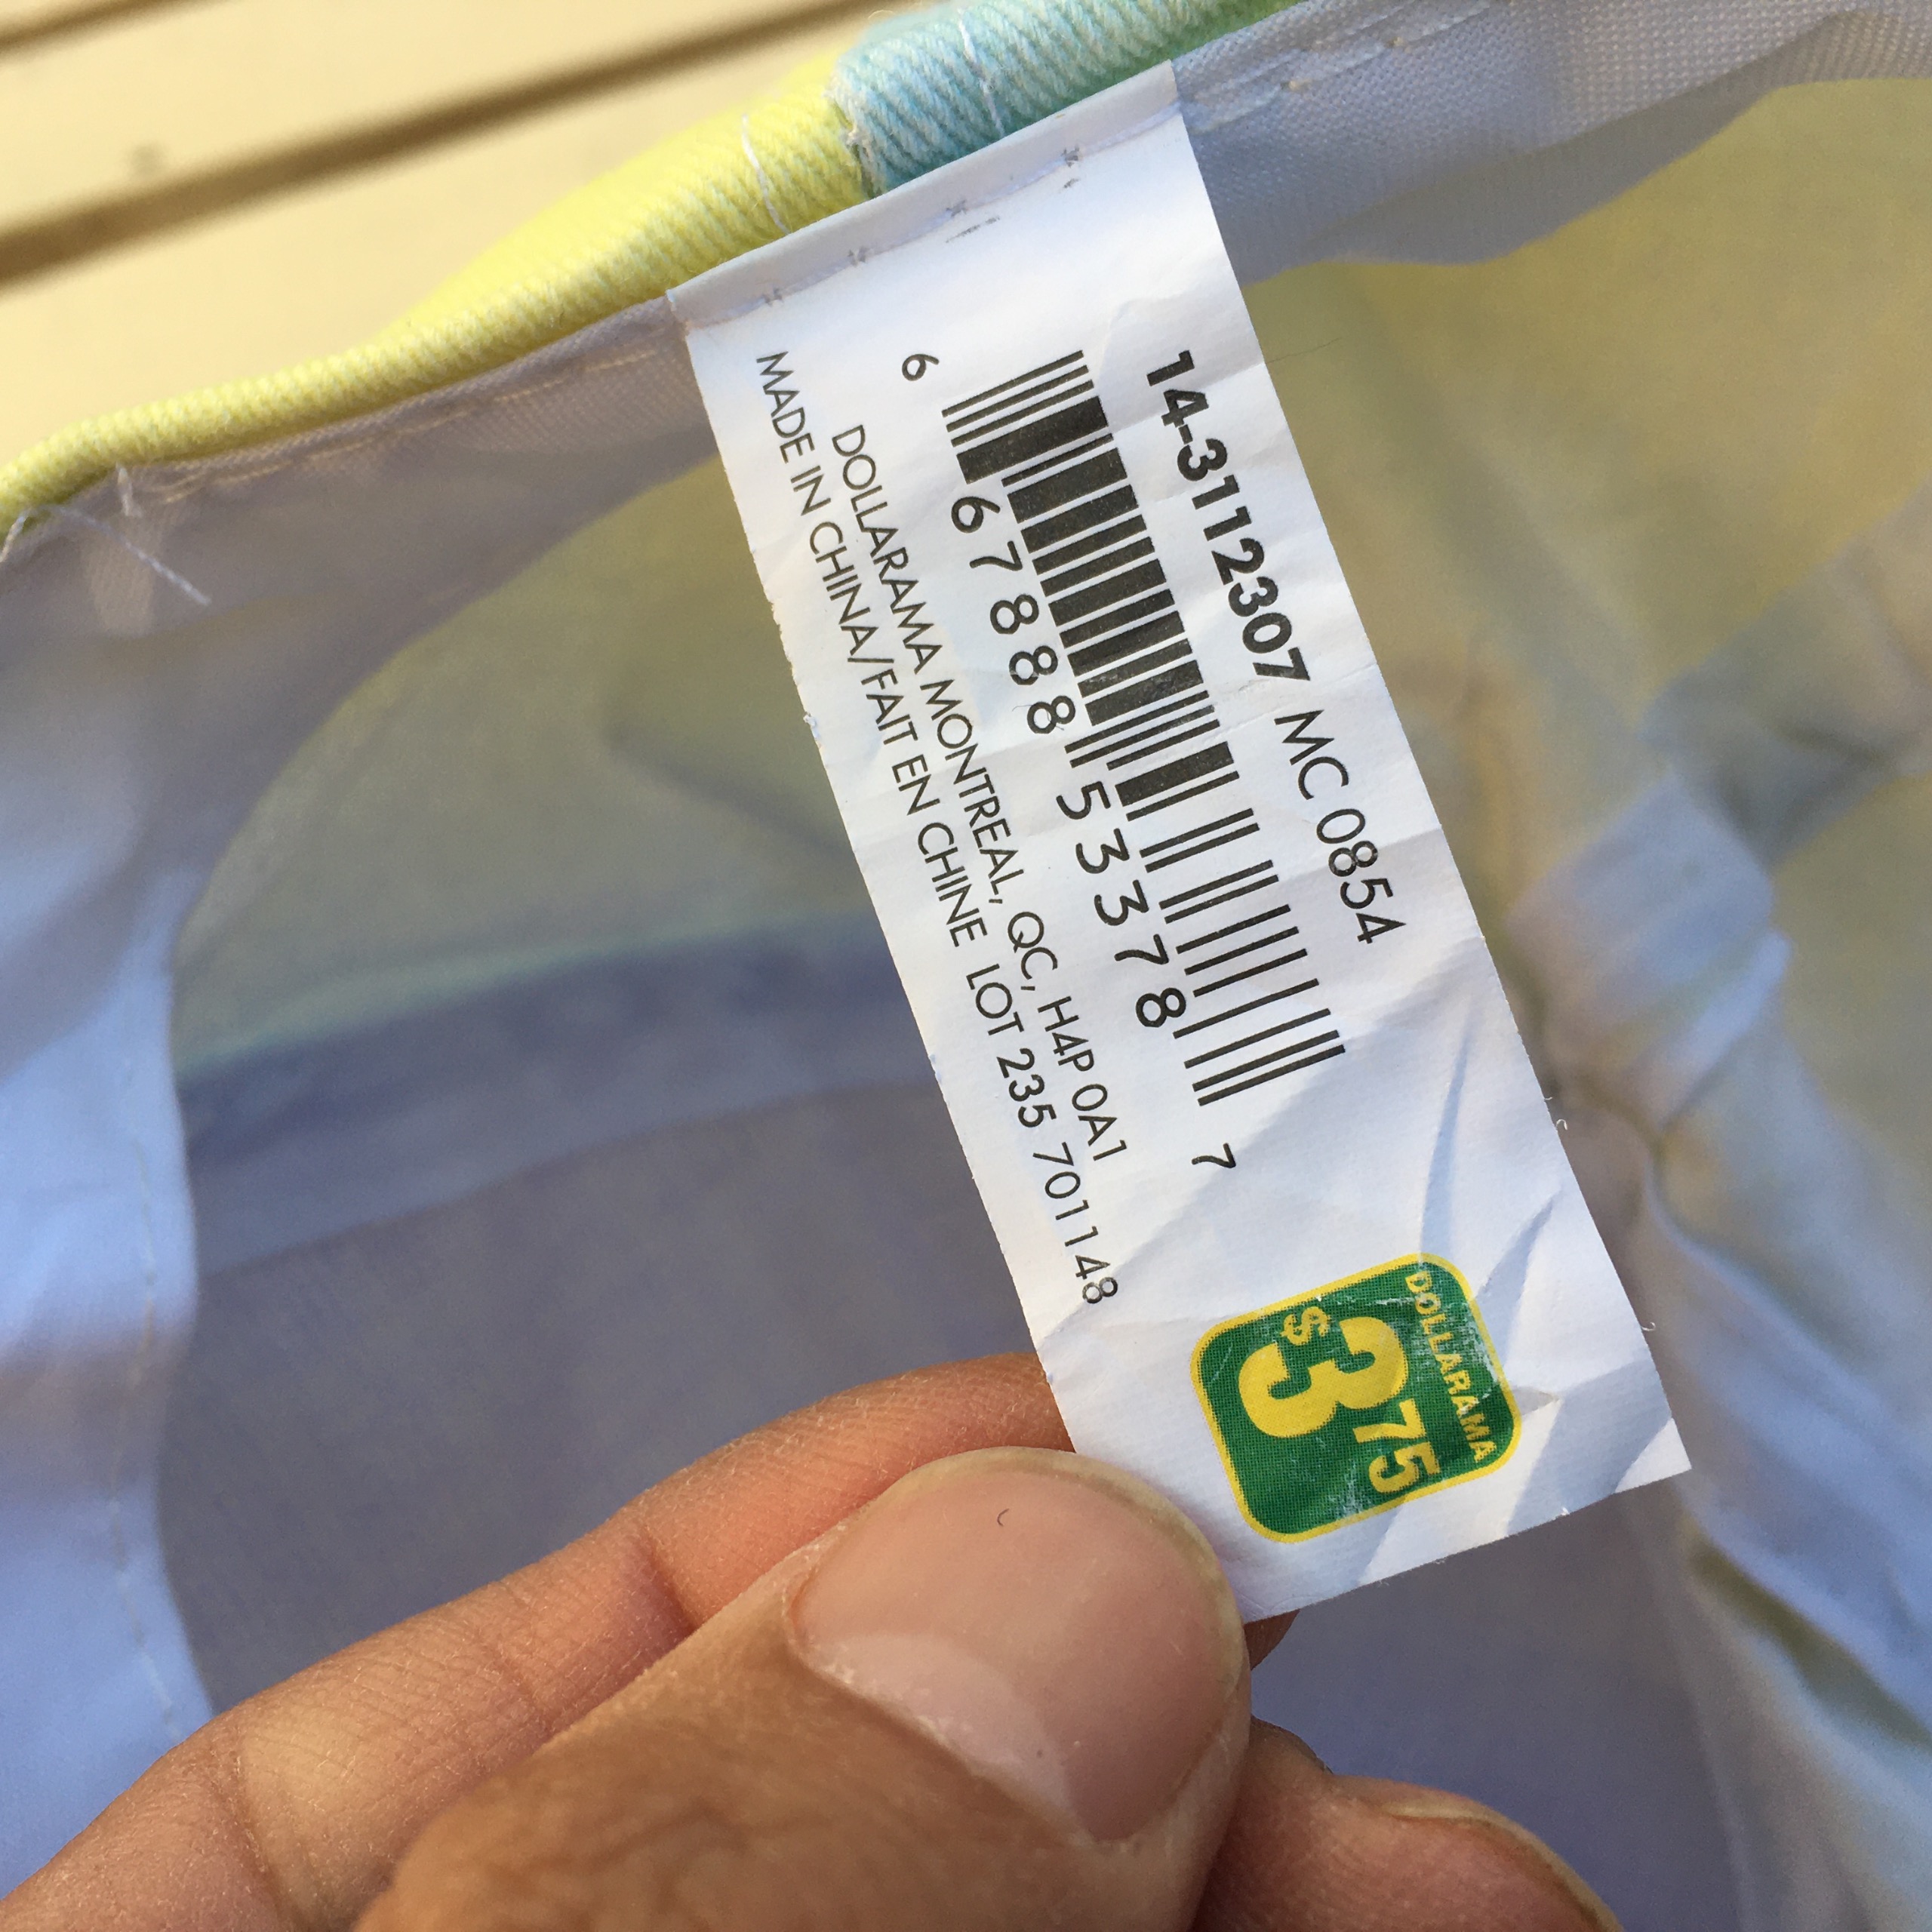 14-3112307 MC 0854
6 67888 53378 7
DOLLARAMA MONTREAL, QC, H4P 0A1
MADE IN CHINA/FAIT EN CHINE LOT 235 701148
DOLLARAMA
$3 75